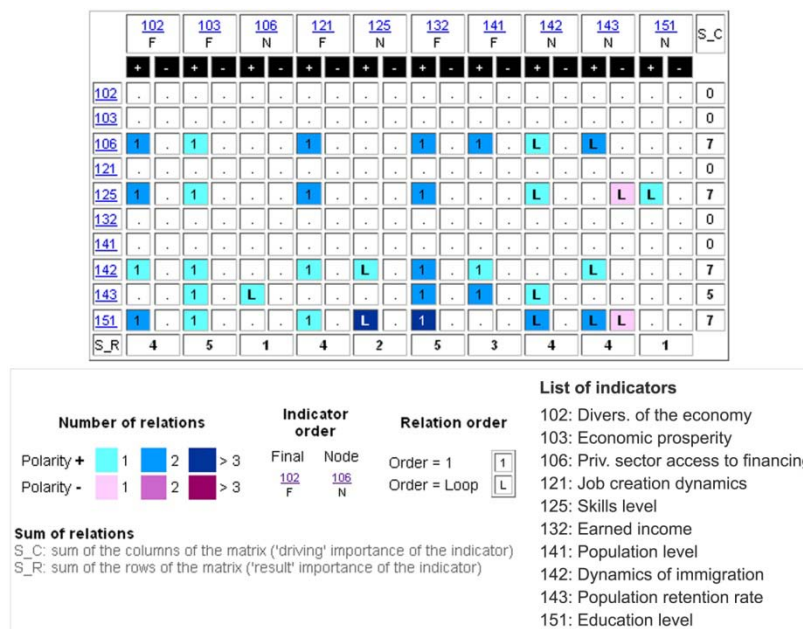 102 103 106 121 125 132 141 142 143 151 S_C
F F N F N F F N N N
+ - + - + - + - + - + - + - + - + - + -
102 . . . . . . . . . . . . . . . . . . . . 0
103 . . . . . . . . . . . . . . . . . . . . 0
106 1 . 1 . . . 1 . . . 1 . 1 . L . L . . . 7
121 . . . . . . . . . . . . . . . . . . . . 0
125 1 . 1 . . . 1 . . . 1 . . . L . . L L . 7
132 . . . . . . . . . . . . . . . . . . . . 0
141 . . . . . . . . . . . . . . . . . . . . 0
142 1 . 1 . . . 1 . L . 1 . 1 . . . L . . . 7
143 . . 1 . L . . . . . 1 . 1 . L . . . . . 5
151 1 . 1 . . . 1 . L . 1 . . . L . L L . . 7
S_R 4 5 1 4 2 5 3 4 4 1
Number of relations
Polarity + 1 2 > 3
Polarity - 1 2 > 3
Indicator
order
Final Node
102 106
F N
Relation order
Order = 1 1
Order = Loop L
Sum of relations
S_C: sum of the columns of the matrix ('driving' importance of the indicator)
S_R: sum of the rows of the matrix ('result' importance of the indicator)
List of indicators
102: Divers. of the economy
103: Economic prosperity
106: Priv. sector access to financing
121: Job creation dynamics
125: Skills level
132: Earned income
141: Population level
142: Dynamics of immigration
143: Population retention rate
151: Education level